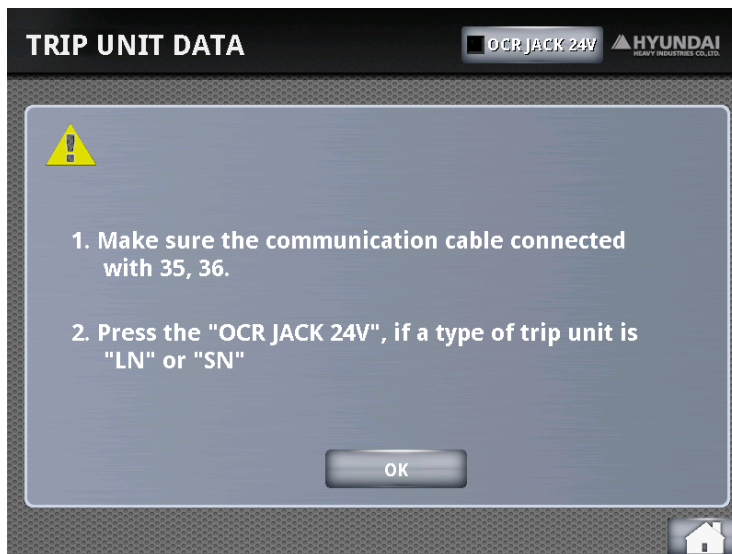 TRIP UNIT DATA
OCR JACK 24V
HYUNDAI
HEAVY INDUSTRIES CO.,LTD.
1. Make sure the communication cable connected
with 35, 36.
2. Press the "OCR JACK 24V", if a type of trip unit is
"LN" or "SN"
OK